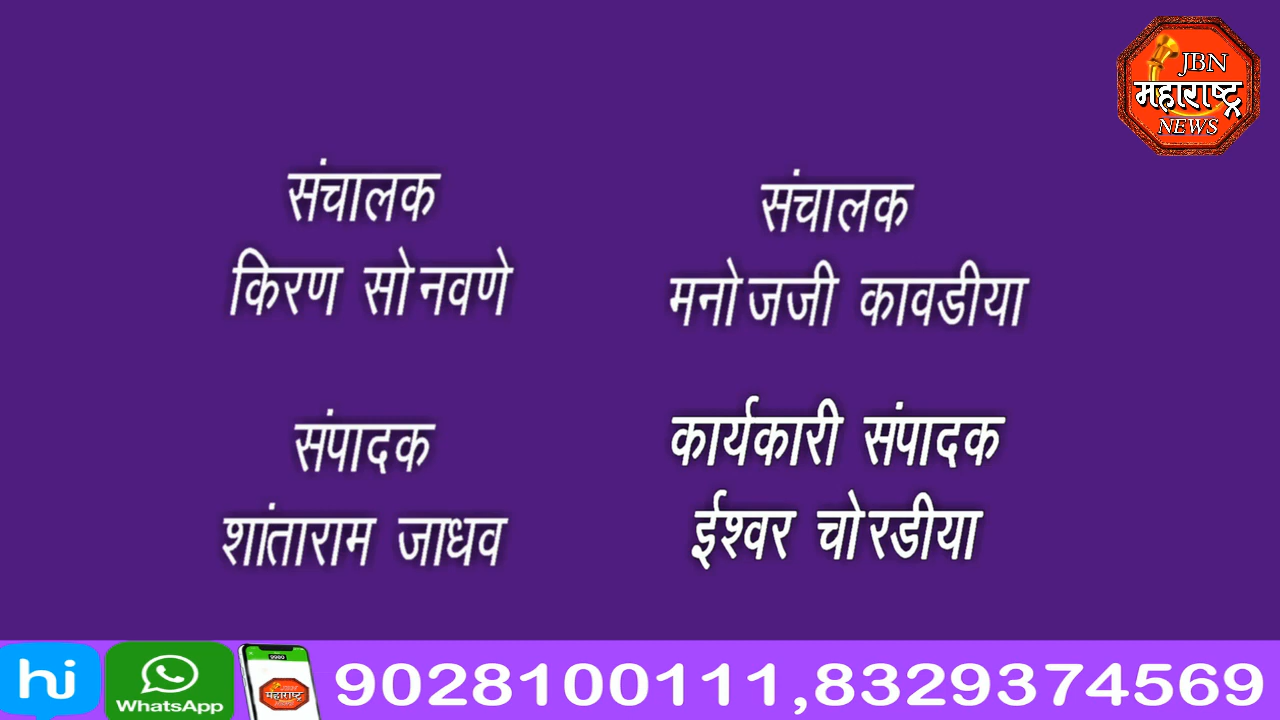 JBN
महाराष्ट्र
NEWS
संचालक
किरण सोनवणे
संचालक
मनोजजी कावडीया
संपादक
शांताराम जाधव
कार्यकारी संपादक
ईश्वर चोरडीया
hi
WhatsApp
महाराष्ट्र
9028100111,8329374569